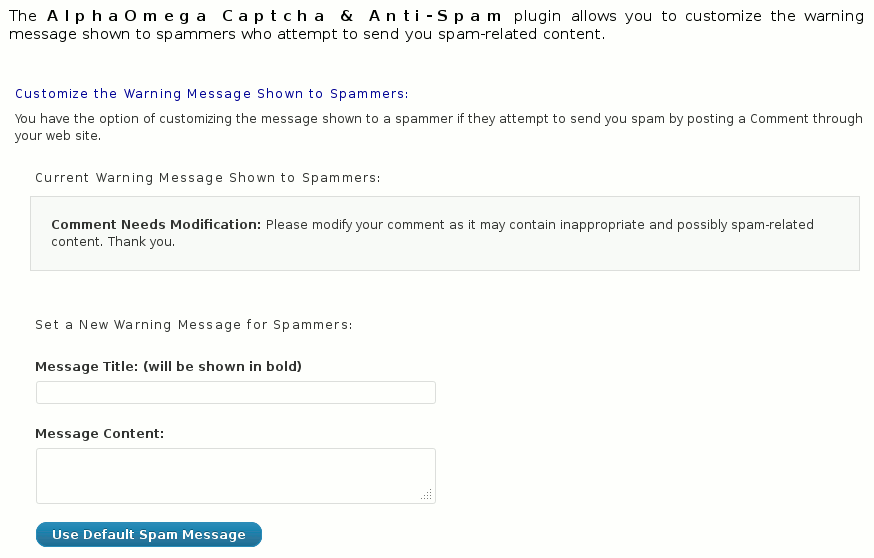 The AlphaOmega Captcha & Anti-Spam plugin allows you to customize the warning
message shown to spammers who attempt to send you spam-related content.
Customize the Warning Message Shown to Spammers:
You have the option of customizing the message shown to a spammer if they attempt to send you spam by posting a Comment through
your web site.
Current Warning Message Shown to Spammers:
Comment Needs Modification: Please modify your comment as it may contain inappropriate and possibly spam-related
content. Thank you.
Set a New Warning Message for Spammers:
Message Title: (will be shown in bold)
Message Content:
Use Default Spam Message